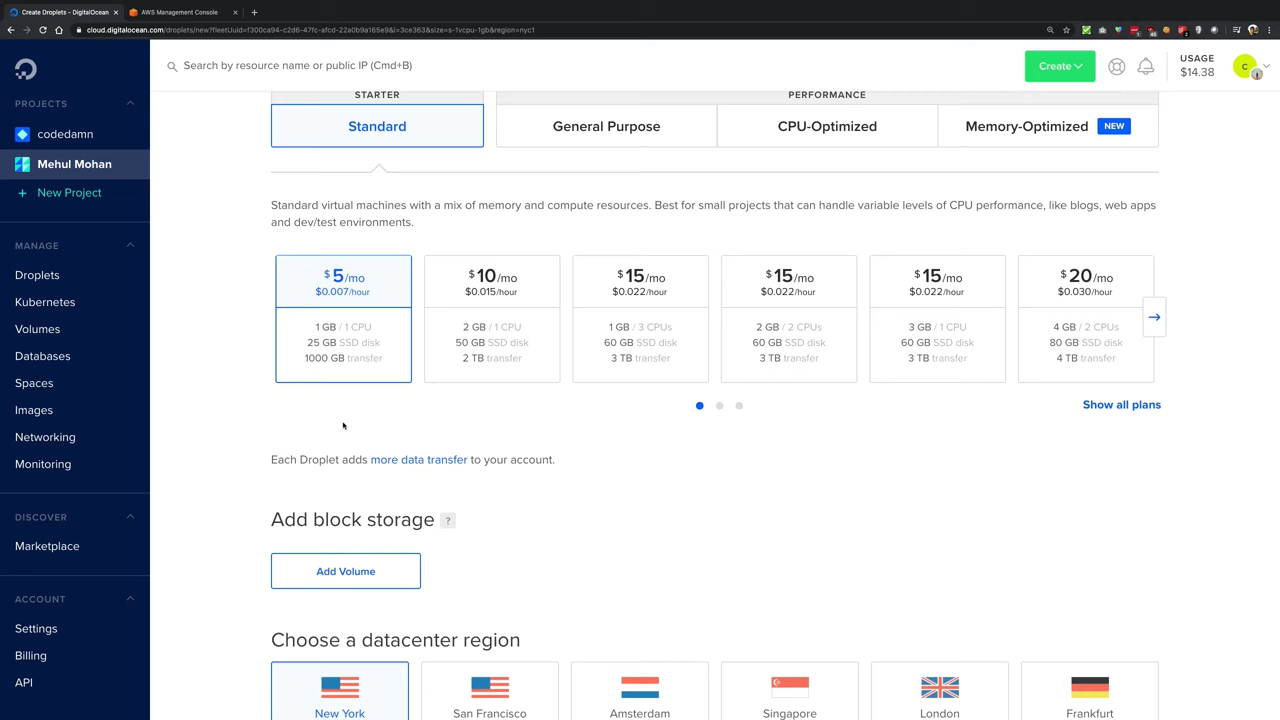 Create Droplets - DigitalOcean
AWS Management Console
cloud.digitalocean.com/droplets/new?fleetUuid=f300ca94-c2d6-47fc-afcd-22a0b9a165e9&i=3ce363&size=s-1vcpu-1gb&region=nyc1
Search by resource name or public IP (Cmd+B)
Create
USAGE
$14.38
C
PROJECTS
codedamn
Mehul Mohan
+ New Project
MANAGE
Droplets
Kubernetes
Volumes
Databases
Spaces
Images
Networking
Monitoring
DISCOVER
Marketplace
ACCOUNT
Settings
Billing
API
STARTER
PERFORMANCE
Standard
General Purpose
CPU-Optimized
Memory-Optimized NEW
Standard virtual machines with a mix of memory and compute resources. Best for small projects that can handle variable levels of CPU performance, like blogs, web apps
and dev/test environments.
$5/mo
$0.007/hour
1 GB / 1 CPU
25 GB SSD disk
1000 GB transfer
$10/mo
$0.015/hour
2 GB / 1 CPU
50 GB SSD disk
2 TB transfer
$15/mo
$0.022/hour
1 GB / 3 CPUs
60 GB SSD disk
3 TB transfer
$15/mo
$0.022/hour
2 GB / 2 CPUs
60 GB SSD disk
3 TB transfer
$15/mo
$0.022/hour
3 GB / 1 CPU
60 GB SSD disk
3 TB transfer
$20/mo
$0.030/hour
4 GB / 2 CPUs
80 GB SSD disk
4 TB transfer
Show all plans
Each Droplet adds more data transfer to your account.
Add block storage ?
Add Volume
Choose a datacenter region
New York
San Francisco
Amsterdam
Singapore
London
Frankfurt